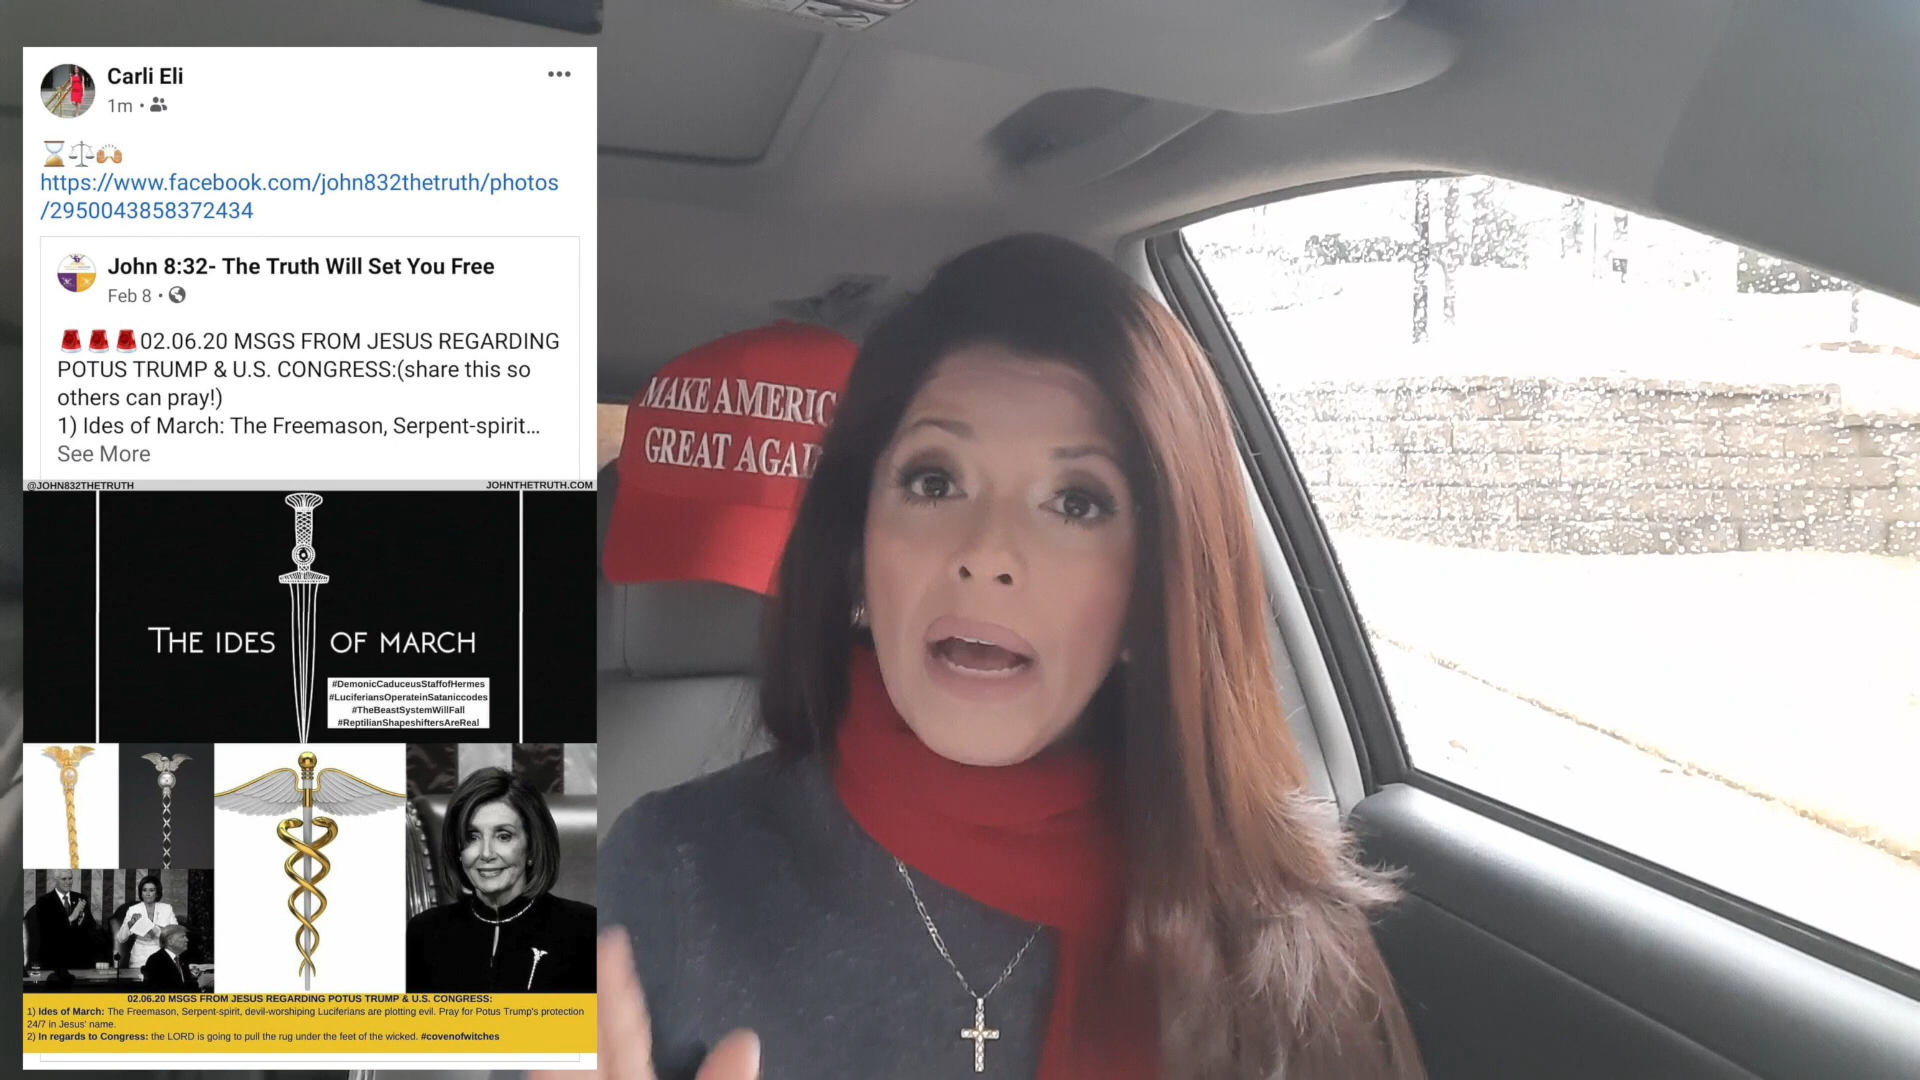 Carli Eli
1m
https://www.facebook.com/john832thetruth/photos
/2950043858372434
John 8:32- The Truth Will Set You Free
Feb 8
02.06.20 MSGS FROM JESUS REGARDING
POTUS TRUMP & U.S. CONGRESS:(share this so
others can pray!)
1) Ides of March: The Freemason, Serpent-spirit...
See More
@JOHN832THETRUTH
JOHNTHETRUTH.COM
THE IDES OF MARCH
#DemonicCaduceusStaffofHermes
#LuciferiansOperateinSataniccodes
#TheBeastSystemWillFall
#ReptilianShapeshiftersAreReal
02.06.20 MSGS FROM JESUS REGARDING POTUS TRUMP & U.S. CONGRESS:
1) Ides of March: The Freemason, Serpent-spirit, devil-worshiping Luciferians are plotting evil. Pray for Potus Trump's protection
24/7 in Jesus' name.
2) In regards to Congress: the LORD is going to pull the rug under the feet of the wicked. #covenofwitches
MAKE AMERIC
GREAT AGAI